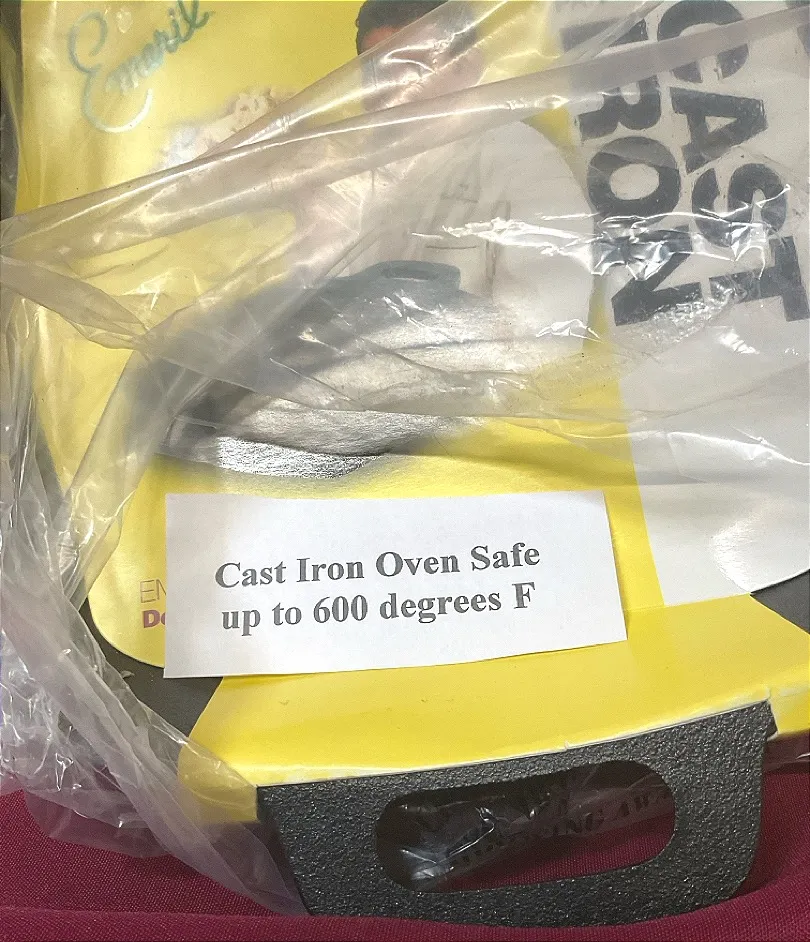 Emeril
CAST
IRON
Cast Iron Oven Safe
up to 600 degrees F